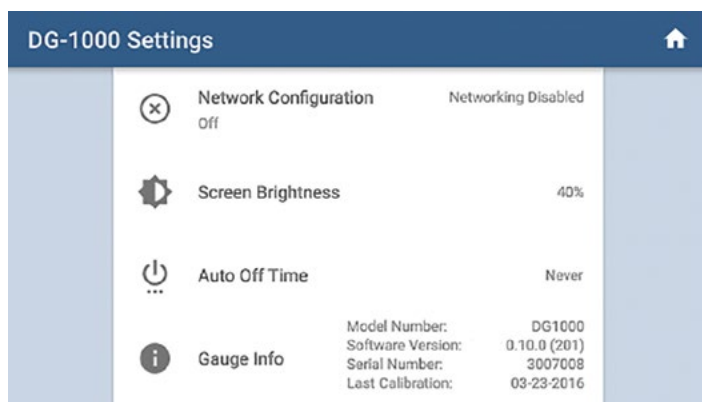 DG-1000 Settings
Network Configuration Networking Disabled
Off
Screen Brightness 40%
Auto Off Time Never
Gauge Info
Model Number: DG1000
Software Version: 0.10.0 (201)
Serial Number: 3007008
Last Calibration: 03-23-2016